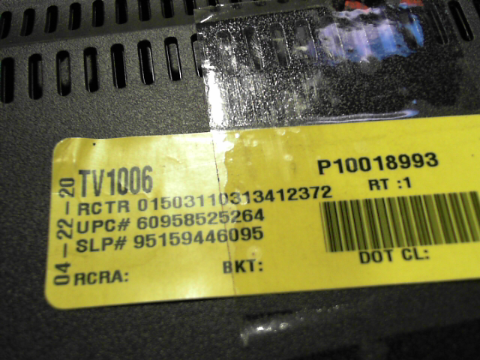 04-22-20
TV1006
P10018993
RCTR 01503110313412372
RT :1
UPC# 60958525264
SLP# 95159446095
RCRA:
BKT:
DOT CL: